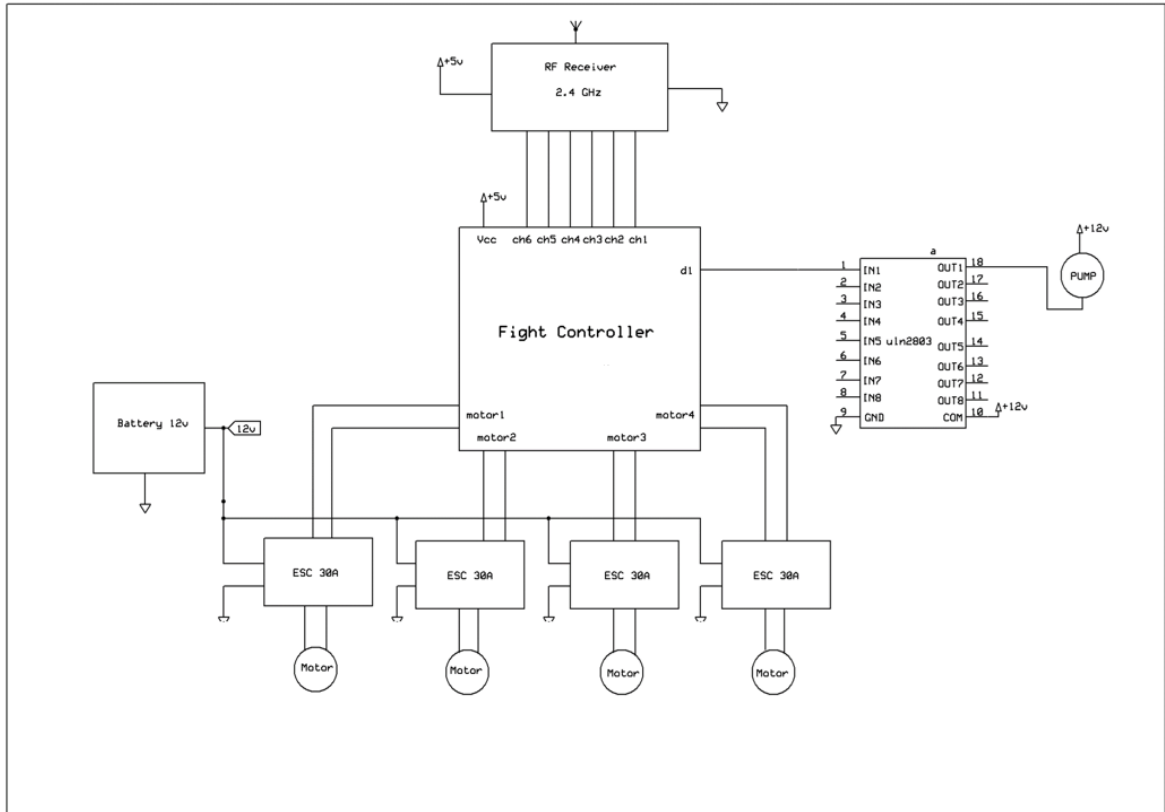 RF Receiver
2.4 GHz
+5v
+5v
Vcc ch6 ch5 ch4 ch3 ch2 ch1
d1
Fight Controller
motor1
motor2
motor3
motor4
a
1 IN1 OUT1 18
2 IN2 OUT2 17
3 IN3 OUT3 16
4 IN4 OUT4 15
5 IN5 uln2803 OUT5 14
6 IN6 OUT6 13
7 IN7 OUT7 12
8 IN8 OUT8 11
9 GND COM 10
+12v
+12v
PUMP
Battery 12v
12v
ESC 30A
ESC 30A
ESC 30A
ESC 30A
Motor
Motor
Motor
Motor